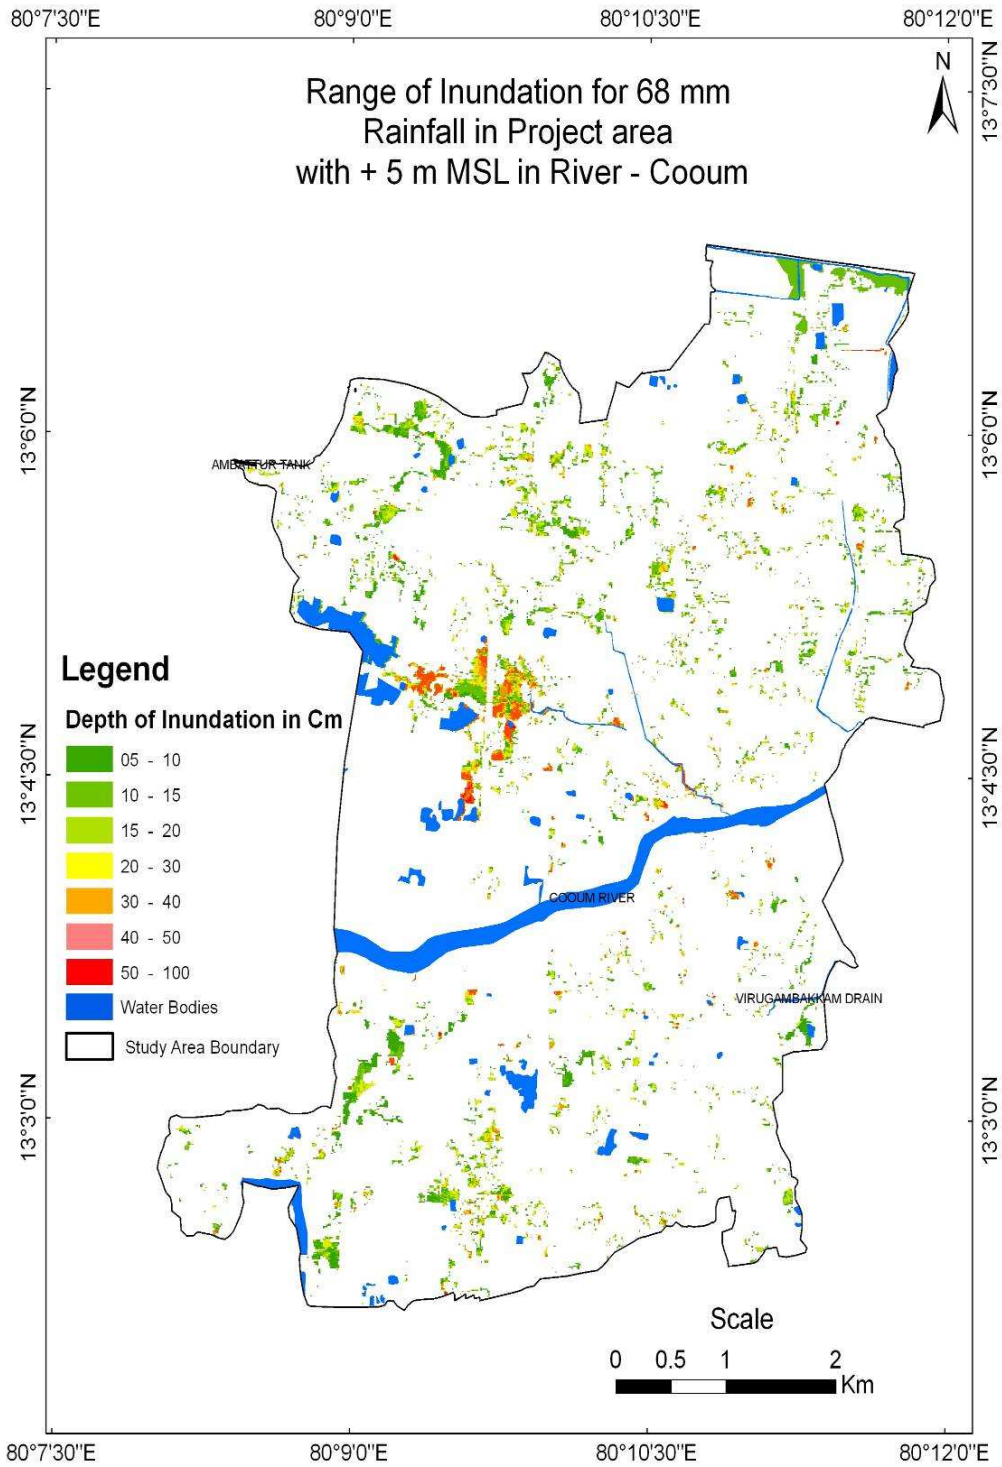 80°7'30"E 80°9'0"E 80°10'30"E 80°12'0"E
N
Range of Inundation for 68 mm
Rainfall in Project area
with + 5 m MSL in River - Cooum
13°7'30"N
13°6'0"N
13°6'0"N
AMBATTUR TANK
Legend
Depth of Inundation in Cm
05 - 10
10 - 15
15 - 20
20 - 30
30 - 40
40 - 50
50 - 100
Water Bodies
Study Area Boundary
13°4'30"N
13°4'30"N
COOUM RIVER
VIRUGAMBAKKAM DRAIN
13°3'0"N
13°3'0"N
Scale
0 0.5 1 2
Km
80°7'30"E 80°9'0"E 80°10'30"E 80°12'0"E